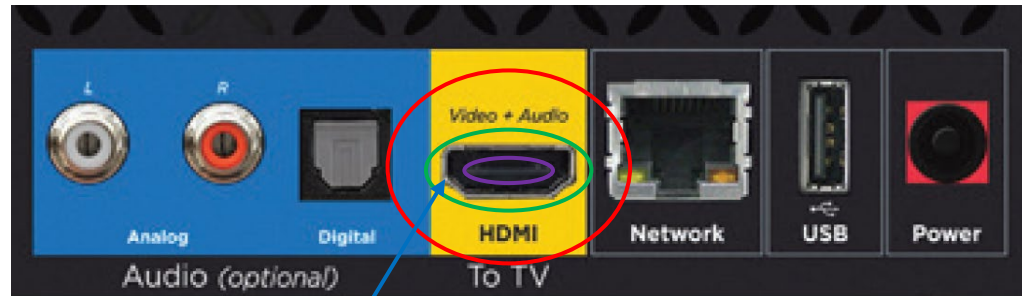 L
R
Video + Audio
Analog
Digital
HDMI
Network
USB
Power
Audio (optional)
To TV